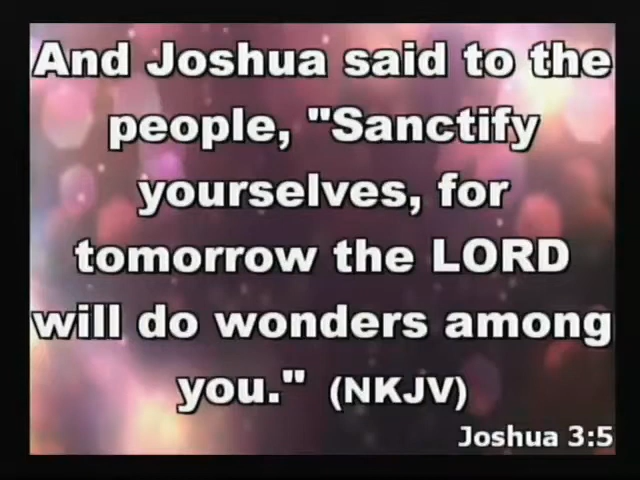 And Joshua said to the
people, "Sanctify
yourselves, for
tomorrow the LORD
will do wonders among
you." (NKJV)
Joshua 3:5